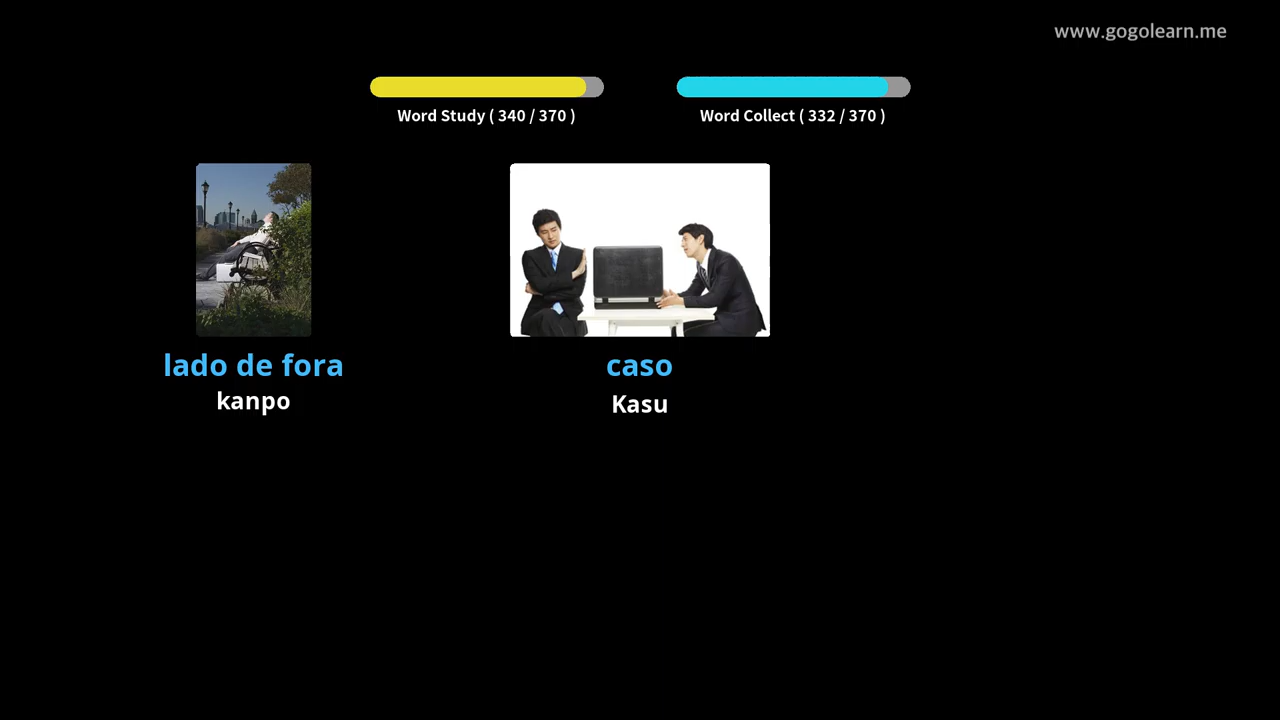 www.gogolearn.me
Word Study ( 340 / 370 )
Word Collect ( 332 / 370 )
lado de fora
kanpo
caso
Kasu